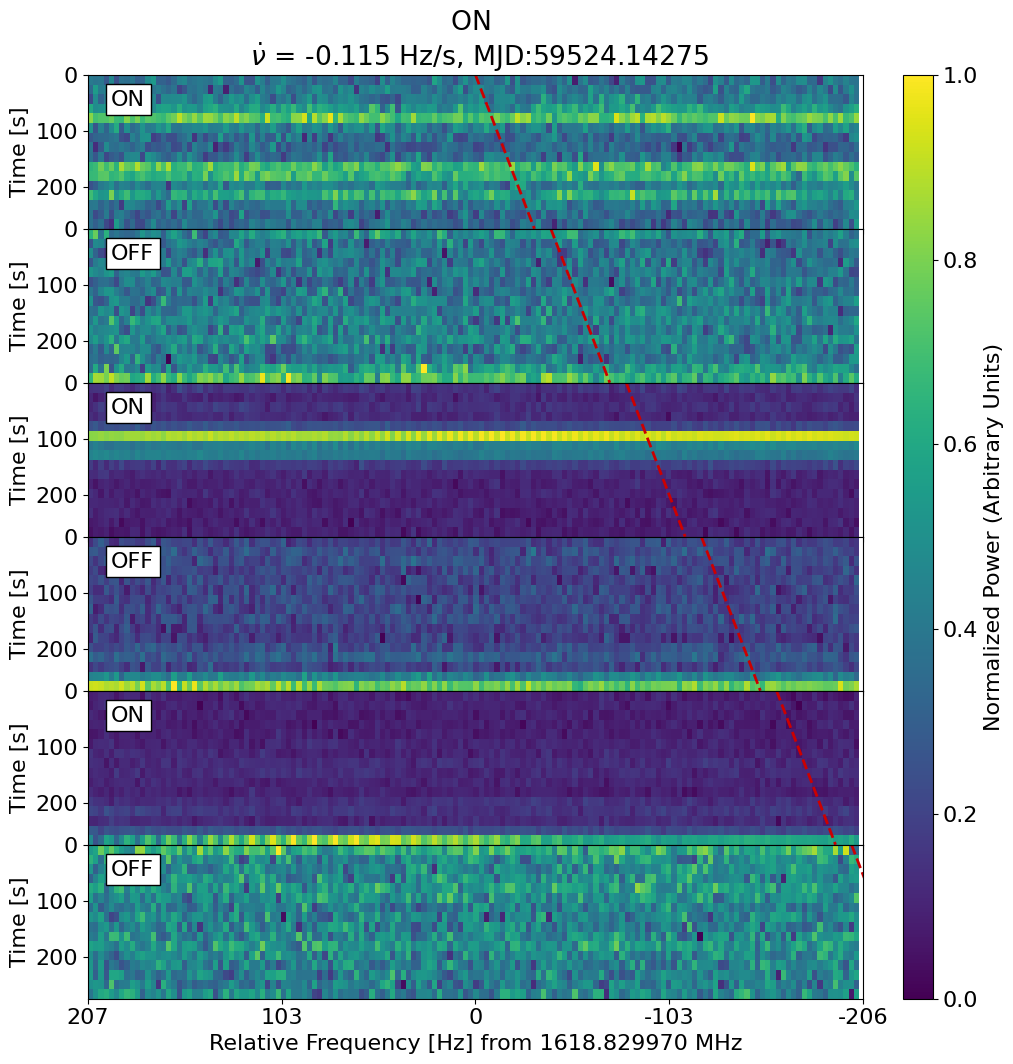 ON
ν̇ = -0.115 Hz/s, MJD:59524.14275
0
100
200
Time [s]
ON
0
100
200
Time [s]
OFF
0
100
200
Time [s]
ON
0
100
200
Time [s]
OFF
0
100
200
Time [s]
ON
0
100
200
Time [s]
OFF
207
103
0
-103
-206
Relative Frequency [Hz] from 1618.829970 MHz
1.0
0.8
0.6
0.4
0.2
0.0
Normalized Power (Arbitrary Units)